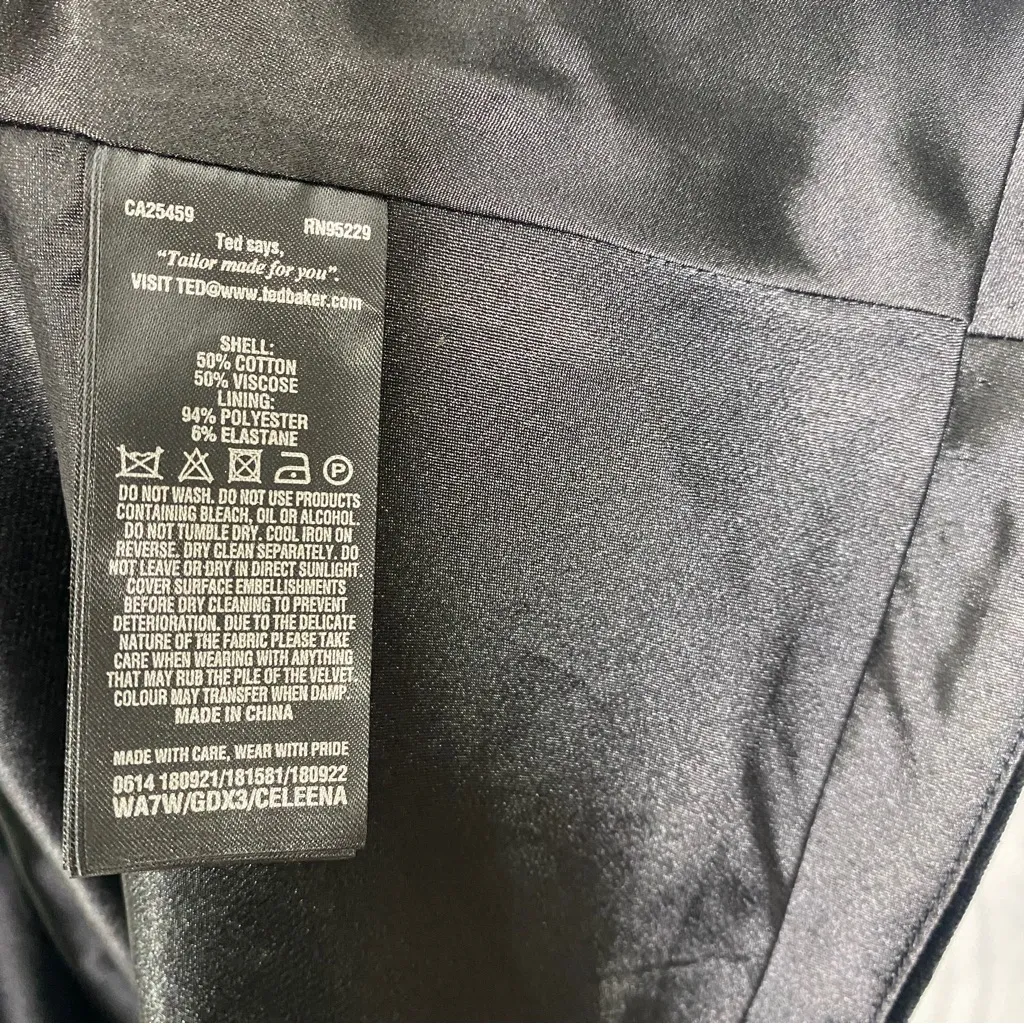 CA25459
RN95229
Ted says,
“Tailor made for you”.
VISIT TED@www.tedbaker.com
SHELL:
50% COTTON
50% VISCOSE
LINING:
94% POLYESTER
6% ELASTANE
P
DO NOT WASH. DO NOT USE PRODUCTS
CONTAINING BLEACH, OIL OR ALCOHOL.
DO NOT TUMBLE DRY. COOL IRON ON
REVERSE. DRY CLEAN SEPARATELY. DO
NOT LEAVE OR DRY IN DIRECT SUNLIGHT.
COVER SURFACE EMBELLISHMENTS
BEFORE DRY CLEANING TO PREVENT
DETERIORATION. DUE TO THE DELICATE
NATURE OF THE FABRIC PLEASE TAKE
CARE WHEN WEARING WITH ANYTHING
THAT MAY RUB THE PILE OF THE VELVET.
COLOUR MAY TRANSFER WHEN DAMP.
MADE IN CHINA
MADE WITH CARE, WEAR WITH PRIDE
0614 180921/181581/180922
WA7W/GDX3/CELEENA